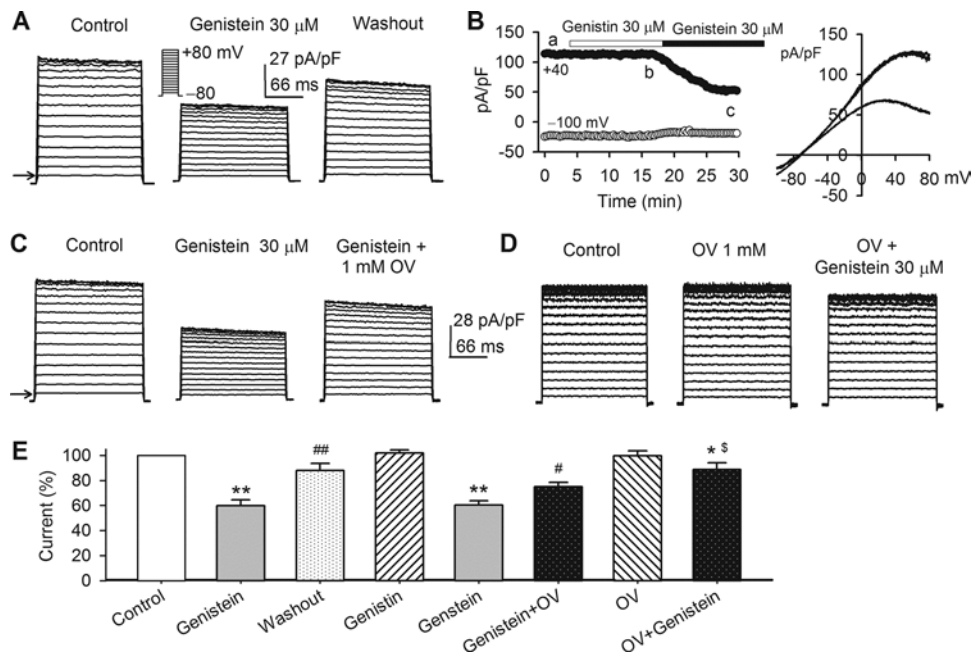 A
Control
Genistein 30 μM
Washout
+80 mV
−80
27 pA/pF
66 ms
B
Genistin 30 μM
Genistein 30 μM
pA/pF
150
100
50
0
-50
a
b
c
+40
−100 mV
0
5
10
15
20
25
30
Time (min)
pA/pF
150
100
50
0
-50
-80
-40
0
40
80 mV
C
Control
Genistein 30 μM
Genistein +
1 mM OV
28 pA/pF
66 ms
D
Control
OV 1 mM
OV +
Genistein 30 μM
E
Current (%)
100
80
60
40
20
0
**
##
**
#
* $
Control
Genistein
Washout
Genistin
Genstein
Genistein+OV
OV
OV+Genistein